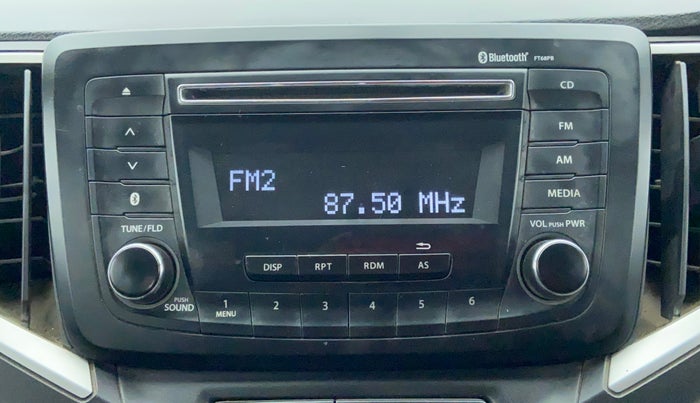 Bluetooth® FT68PB
CD
FM
AM
MEDIA
FM2
87.50 MHz
TUNE/FLD
VOL PUSH PWR
DISP RPT RDM AS
PUSH
SOUND
1 2 3 4 5 6
MENU